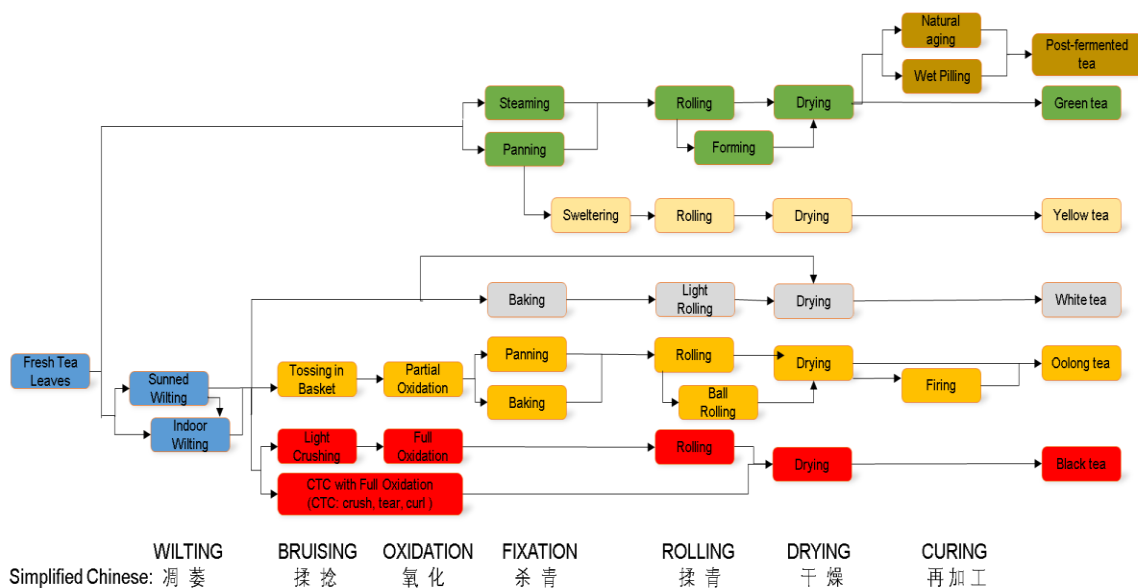 Natural
aging
Post-fermented
tea
Wet Pilling
Steaming
Rolling
Drying
Green tea
Panning
Forming
Sweltering
Rolling
Drying
Yellow tea
Baking
Light
Rolling
Drying
White tea
Fresh Tea
Leaves
Sunned
Wilting
Indoor
Wilting
Tossing in
Basket
Partial
Oxidation
Panning
Baking
Rolling
Ball
Rolling
Drying
Firing
Oolong tea
Light
Crushing
Full
Oxidation
Rolling
CTC with Full Oxidation
(CTC: crush, tear, curl )
Drying
Black tea
WILTING BRUISING OXIDATION FIXATION ROLLING DRYING CURING
Simplified Chinese: 凋 萎 揉 捻 氧 化 杀 青 揉 青 干 燥 再 加 工